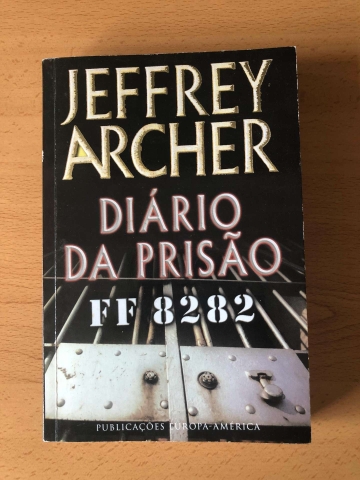 JEFFREY
ARCHER
DIÁRIO
DA PRISÃO
FF 8282
PUBLICAÇÕES EUROPA-AMÉRICA